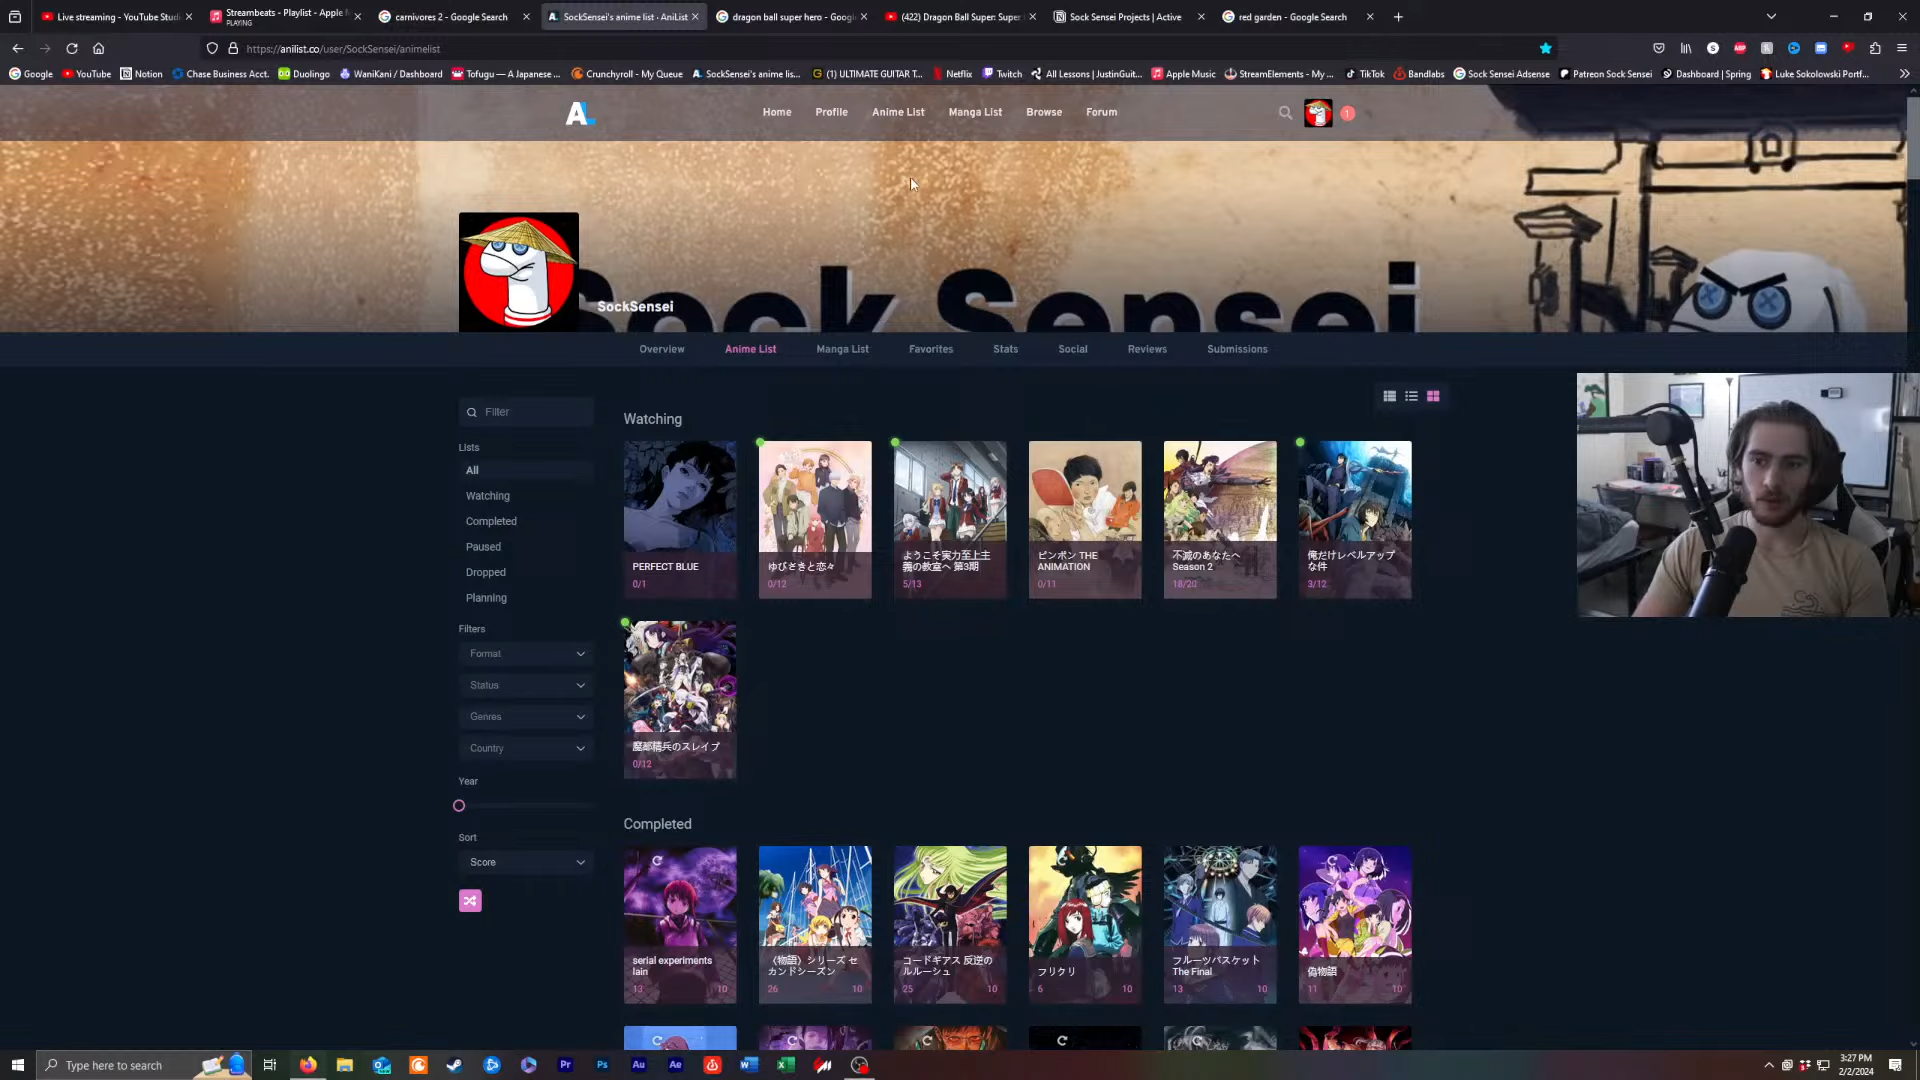 Live streaming - YouTube Stud
Streambeats - Playlist - Apple M
PLAYING
carnivores 2 - Google Search
SockSensei's anime list · AniList
dragon ball super hero - Goog
(422) Dragon Ball Super: Super
Sock Sensei Projects | Active
red garden - Google Search
https://anilist.co/user/SockSensei/animelist
Google
YouTube
Notion
Chase Business Acct.
Duolingo
WaniKani / Dashboard
Tofugu — A Japanese ...
Crunchyroll - My Queue
SockSensei's anime lis...
(1) ULTIMATE GUITAR T...
Netflix
Twitch
All Lessons | JustinGuit...
Apple Music
StreamElements - My ...
TikTok
Bandlabs
Sock Sensei Adsense
Patreon Sock Sensei
Dashboard | Spring
Luke Sokolowski Portf...
Home
Profile
Anime List
Manga List
Browse
Forum
1
Sock Sensei
SockSensei
Overview
Anime List
Manga List
Favorites
Stats
Social
Reviews
Submissions
Filter
Lists
All
Watching
Completed
Paused
Dropped
Planning
Filters
Format
Status
Genres
Country
Year
Sort
Score
Watching
PERFECT BLUE
0/1
ゆびさきと恋々
0/12
ようこそ実力至上主
義の教室へ 第3期
5/13
ピンポン THE
ANIMATION
0/11
不滅のあなたへ
Season 2
18/20
俺だけレベルアップ
な件
3/12
魔都精兵のスレイブ
0/12
Completed
serial experiments
lain
13 10
〈物語〉シリーズ セ
カンドシーズン
26 10
コードギアス 反逆の
ルルーシュ
25 10
フリクリ
6 10
フルーツバスケット
The Final
13 10
偽物語
11 10
Type here to search
3:27 PM
2/2/2024